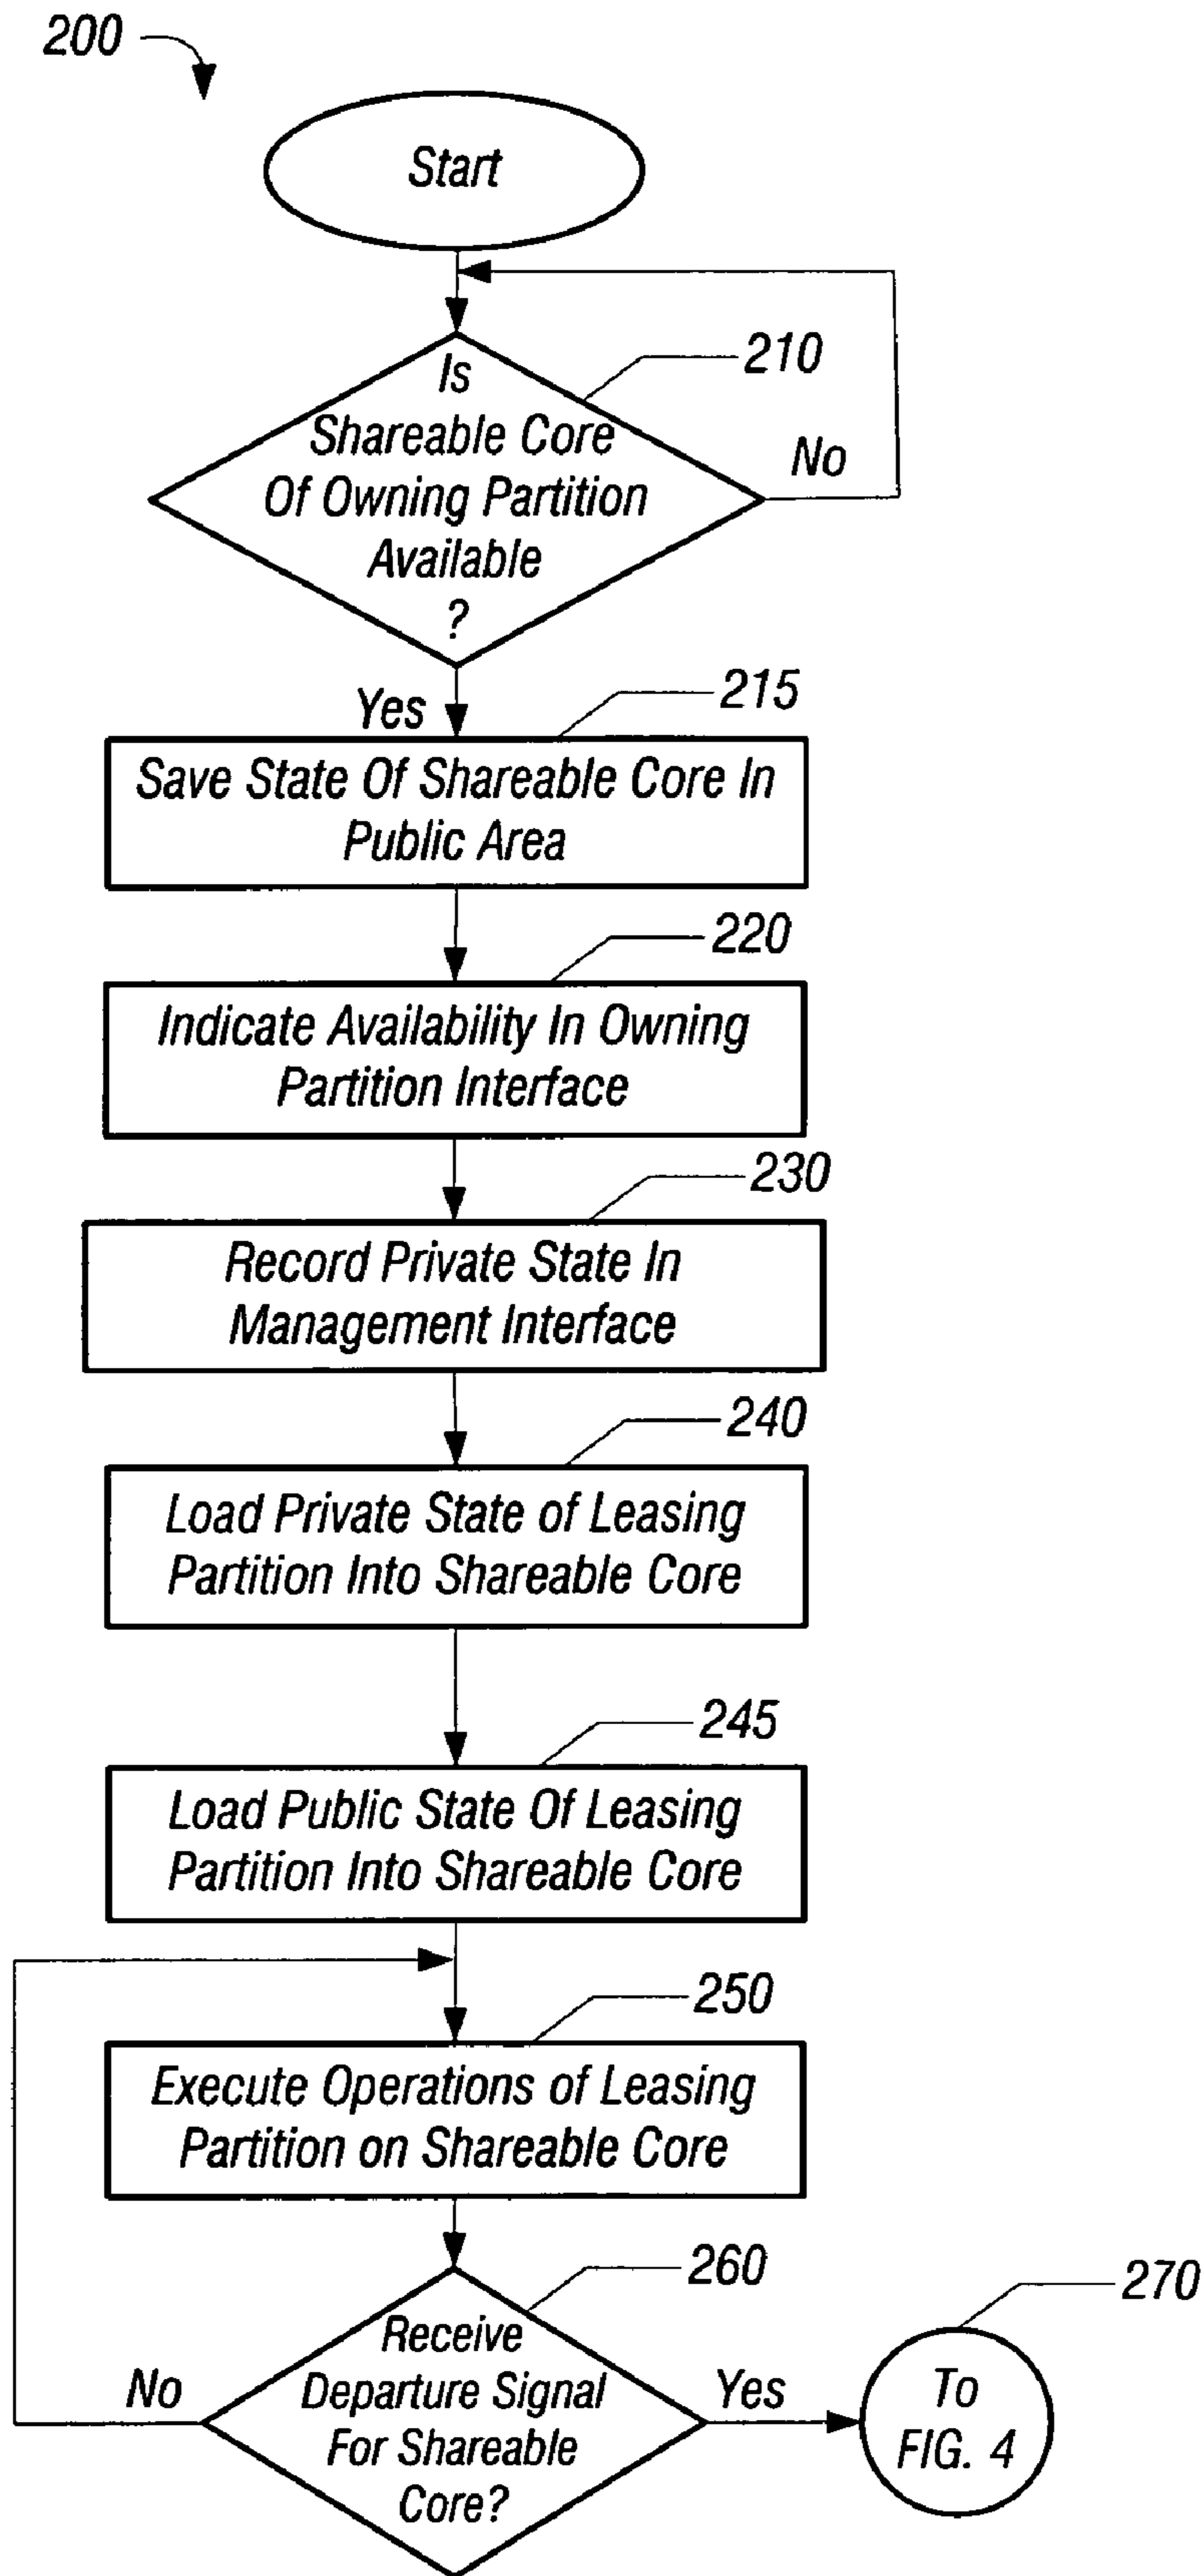 200
Start
210
Is
Shareable Core
Of Owning Partition
Available
?
No
Yes
215
Save State Of Shareable Core In
Public Area
220
Indicate Availability In Owning
Partition Interface
230
Record Private State In
Management Interface
240
Load Private State of Leasing
Partition Into Shareable Core
245
Load Public State Of Leasing
Partition Into Shareable Core
250
Execute Operations of Leasing
Partition on Shareable Core
260
Receive
Departure Signal
For Shareable
Core?
No
Yes
270
To
FIG. 4